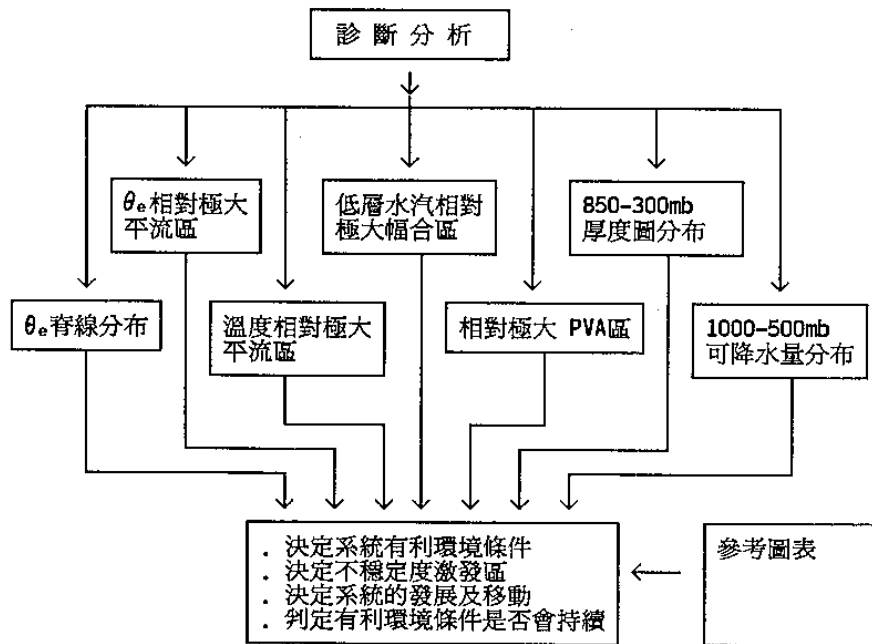 診斷分析
θe相對極大
平流區
低層水汽相對
極大幅合區
850-300mb
厚度圖分布
θe脊線分布
溫度相對極大
平流區
相對極大 PVA區
1000-500mb
可降水量分布
．決定系統有利環境條件
．決定不穩定度激發區
．決定系統的發展及移動
．判定有利環境條件是否會持續
參考圖表